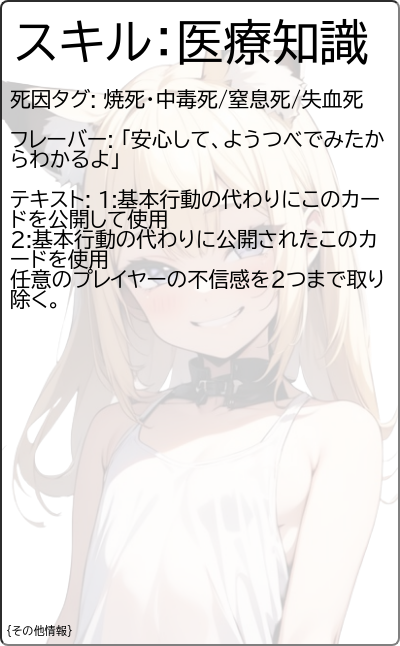 スキル：医療知識
死因タグ: 焼死・中毒死/窒息死/失血死
フレーバー: 「安心して、ようつべでみたか
らわかるよ」
テキスト: 1:基本行動の代わりにこのカー
ドを公開して使用
2:基本行動の代わりに公開されたこのカ
ードを使用
任意のプレイヤーの不信感を2つまで取り
除く。
{その他情報}